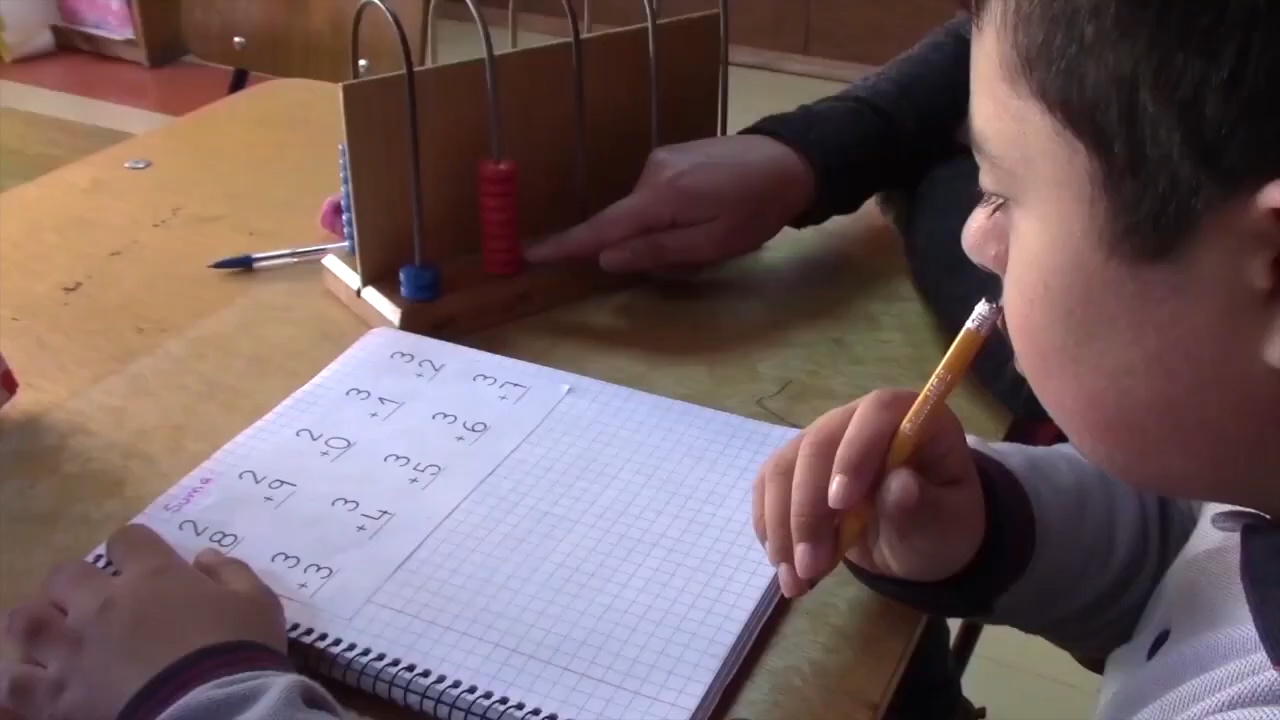 Suma
2 2 2 3 3
8 +9 +0 +1 +2
3 3 3 3 3
+3 +4 +5 +6 +7